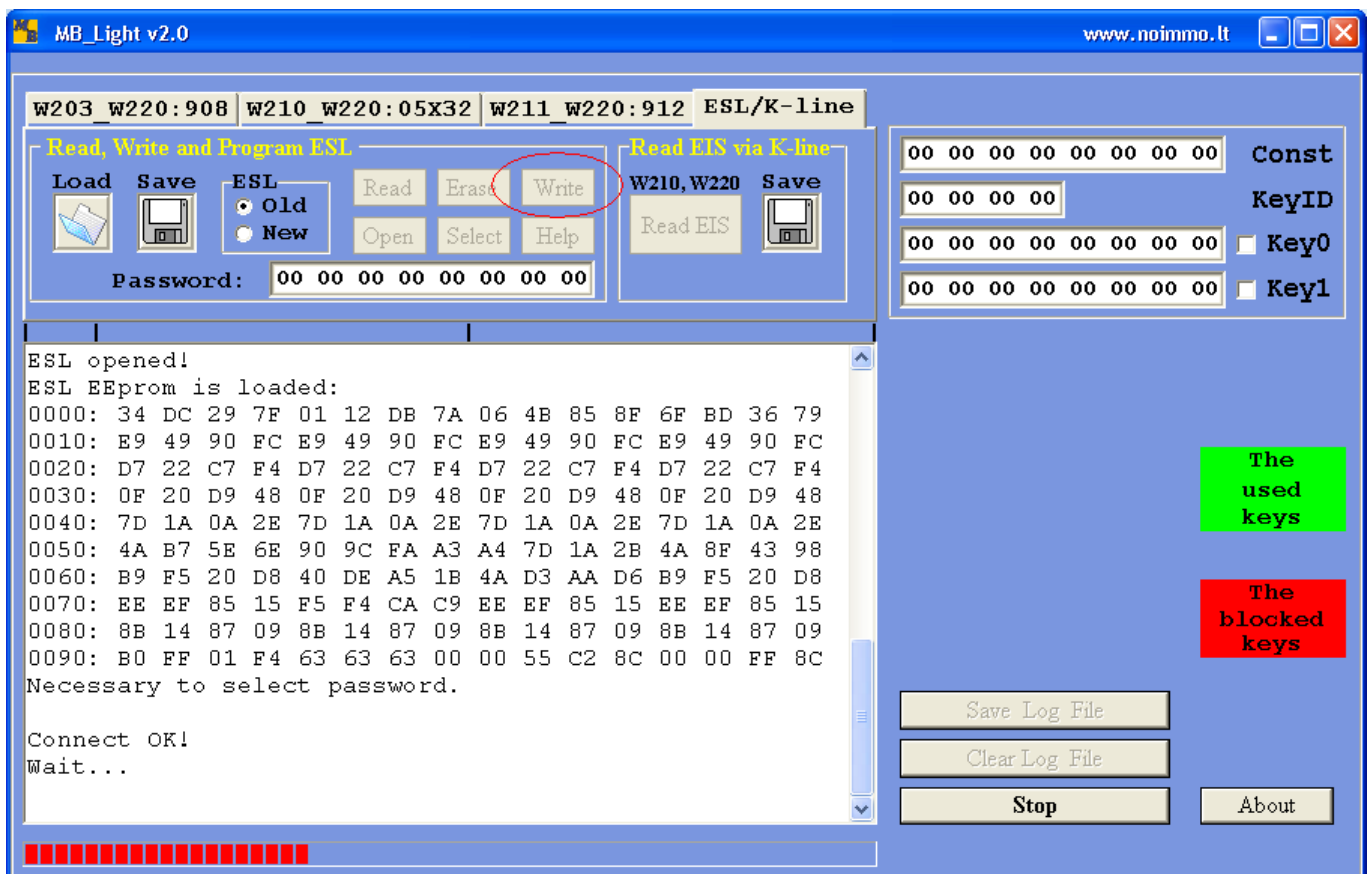 MB_Light v2.0
www.noimmo.lt
W203_W220:908 W210_W220:05X32 W211_W220:912 ESL/K-line
Read, Write and Program ESL
Load Save
ESL
Old
New
Read Erase Write
Open Select Help
Password: 00 00 00 00 00 00 00 00
Read EIS via K-line
W210, W220 Save
Read EIS
00 00 00 00 00 00 00 00 Const
00 00 00 00 KeyID
00 00 00 00 00 00 00 00 Key0
00 00 00 00 00 00 00 00 Key1
ESL opened!
ESL EEprom is loaded:
0000: 34 DC 29 7F 01 12 DB 7A 06 4B 85 8F 6F BD 36 79
0010: E9 49 90 FC E9 49 90 FC E9 49 90 FC E9 49 90 FC
0020: D7 22 C7 F4 D7 22 C7 F4 D7 22 C7 F4 D7 22 C7 F4
0030: 0F 20 D9 48 0F 20 D9 48 0F 20 D9 48 0F 20 D9 48
0040: 7D 1A 0A 2E 7D 1A 0A 2E 7D 1A 0A 2E 7D 1A 0A 2E
0050: 4A B7 5E 6E 90 9C FA A3 A4 7D 1A 2B 4A 8F 43 98
0060: B9 F5 20 D8 40 DE A5 1B 4A D3 AA D6 B9 F5 20 D8
0070: EE EF 85 15 F5 F4 CA C9 EE EF 85 15 EE EF 85 15
0080: 8B 14 87 09 8B 14 87 09 8B 14 87 09 8B 14 87 09
0090: B0 FF 01 F4 63 63 63 00 00 55 C2 8C 00 00 FF 8C
Necessary to select password.
Connect OK!
Wait...
The
used
keys
The
blocked
keys
Save Log File
Clear Log File
Stop
About